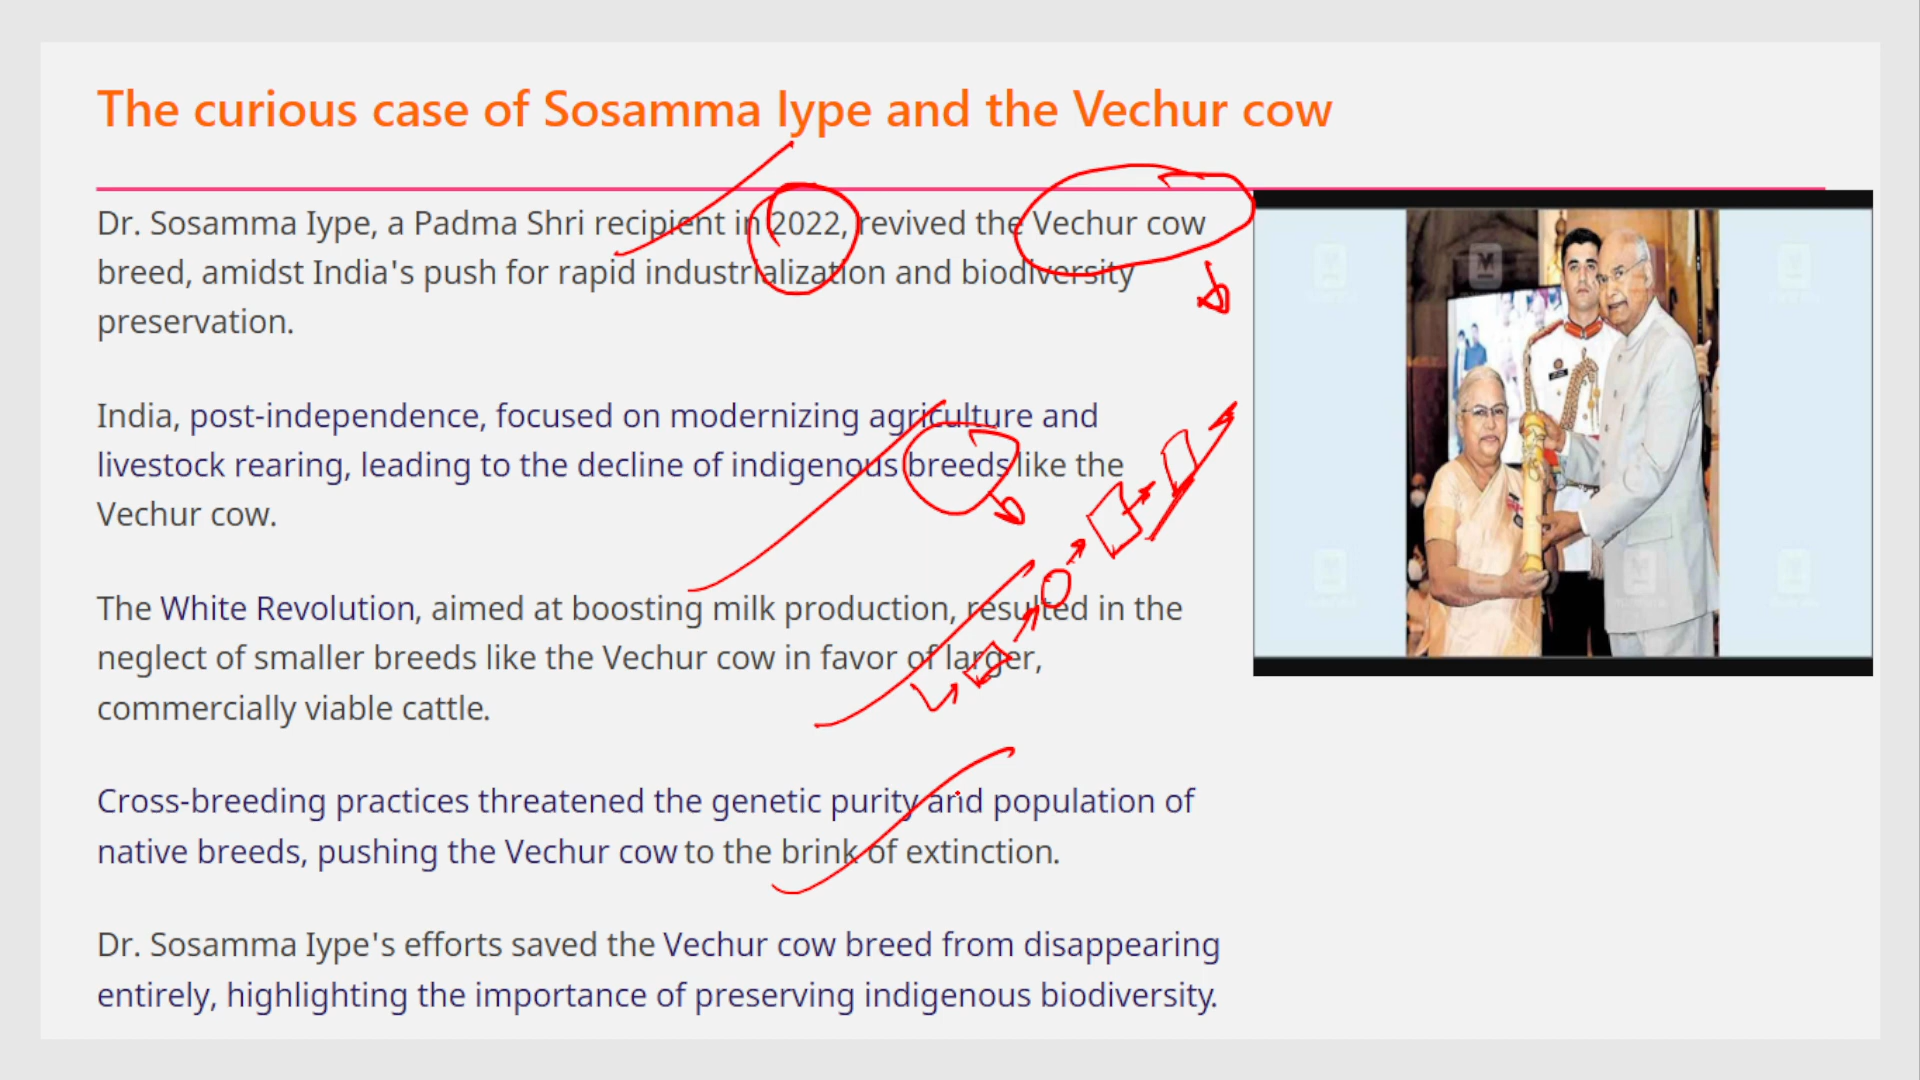 The curious case of Sosamma Iype and the Vechur cow
Dr. Sosamma Iype, a Padma Shri recipient in 2022, revived the Vechur cow
breed, amidst India's push for rapid industrialization and biodiversity
preservation.
India, post-independence, focused on modernizing agriculture and
livestock rearing, leading to the decline of indigenous breeds like the
Vechur cow.
The White Revolution, aimed at boosting milk production, resulted in the
neglect of smaller breeds like the Vechur cow in favor of larger,
commercially viable cattle.
Cross-breeding practices threatened the genetic purity and population of
native breeds, pushing the Vechur cow to the brink of extinction.
Dr. Sosamma Iype's efforts saved the Vechur cow breed from disappearing
entirely, highlighting the importance of preserving indigenous biodiversity.